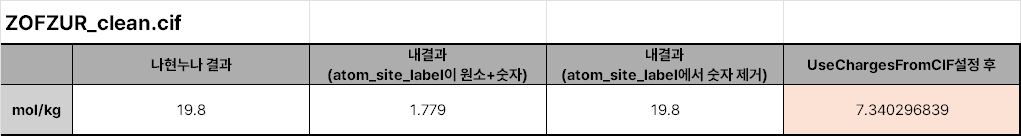 ZOFZUR_clean.cif
나현누나 결과
내결과
(atom_site_label이 원소+숫자)
내결과
(atom_site_label에서 숫자 제거)
UseChargesFromCIF설정 후
mol/kg
19.8
1.779
19.8
7.340296839